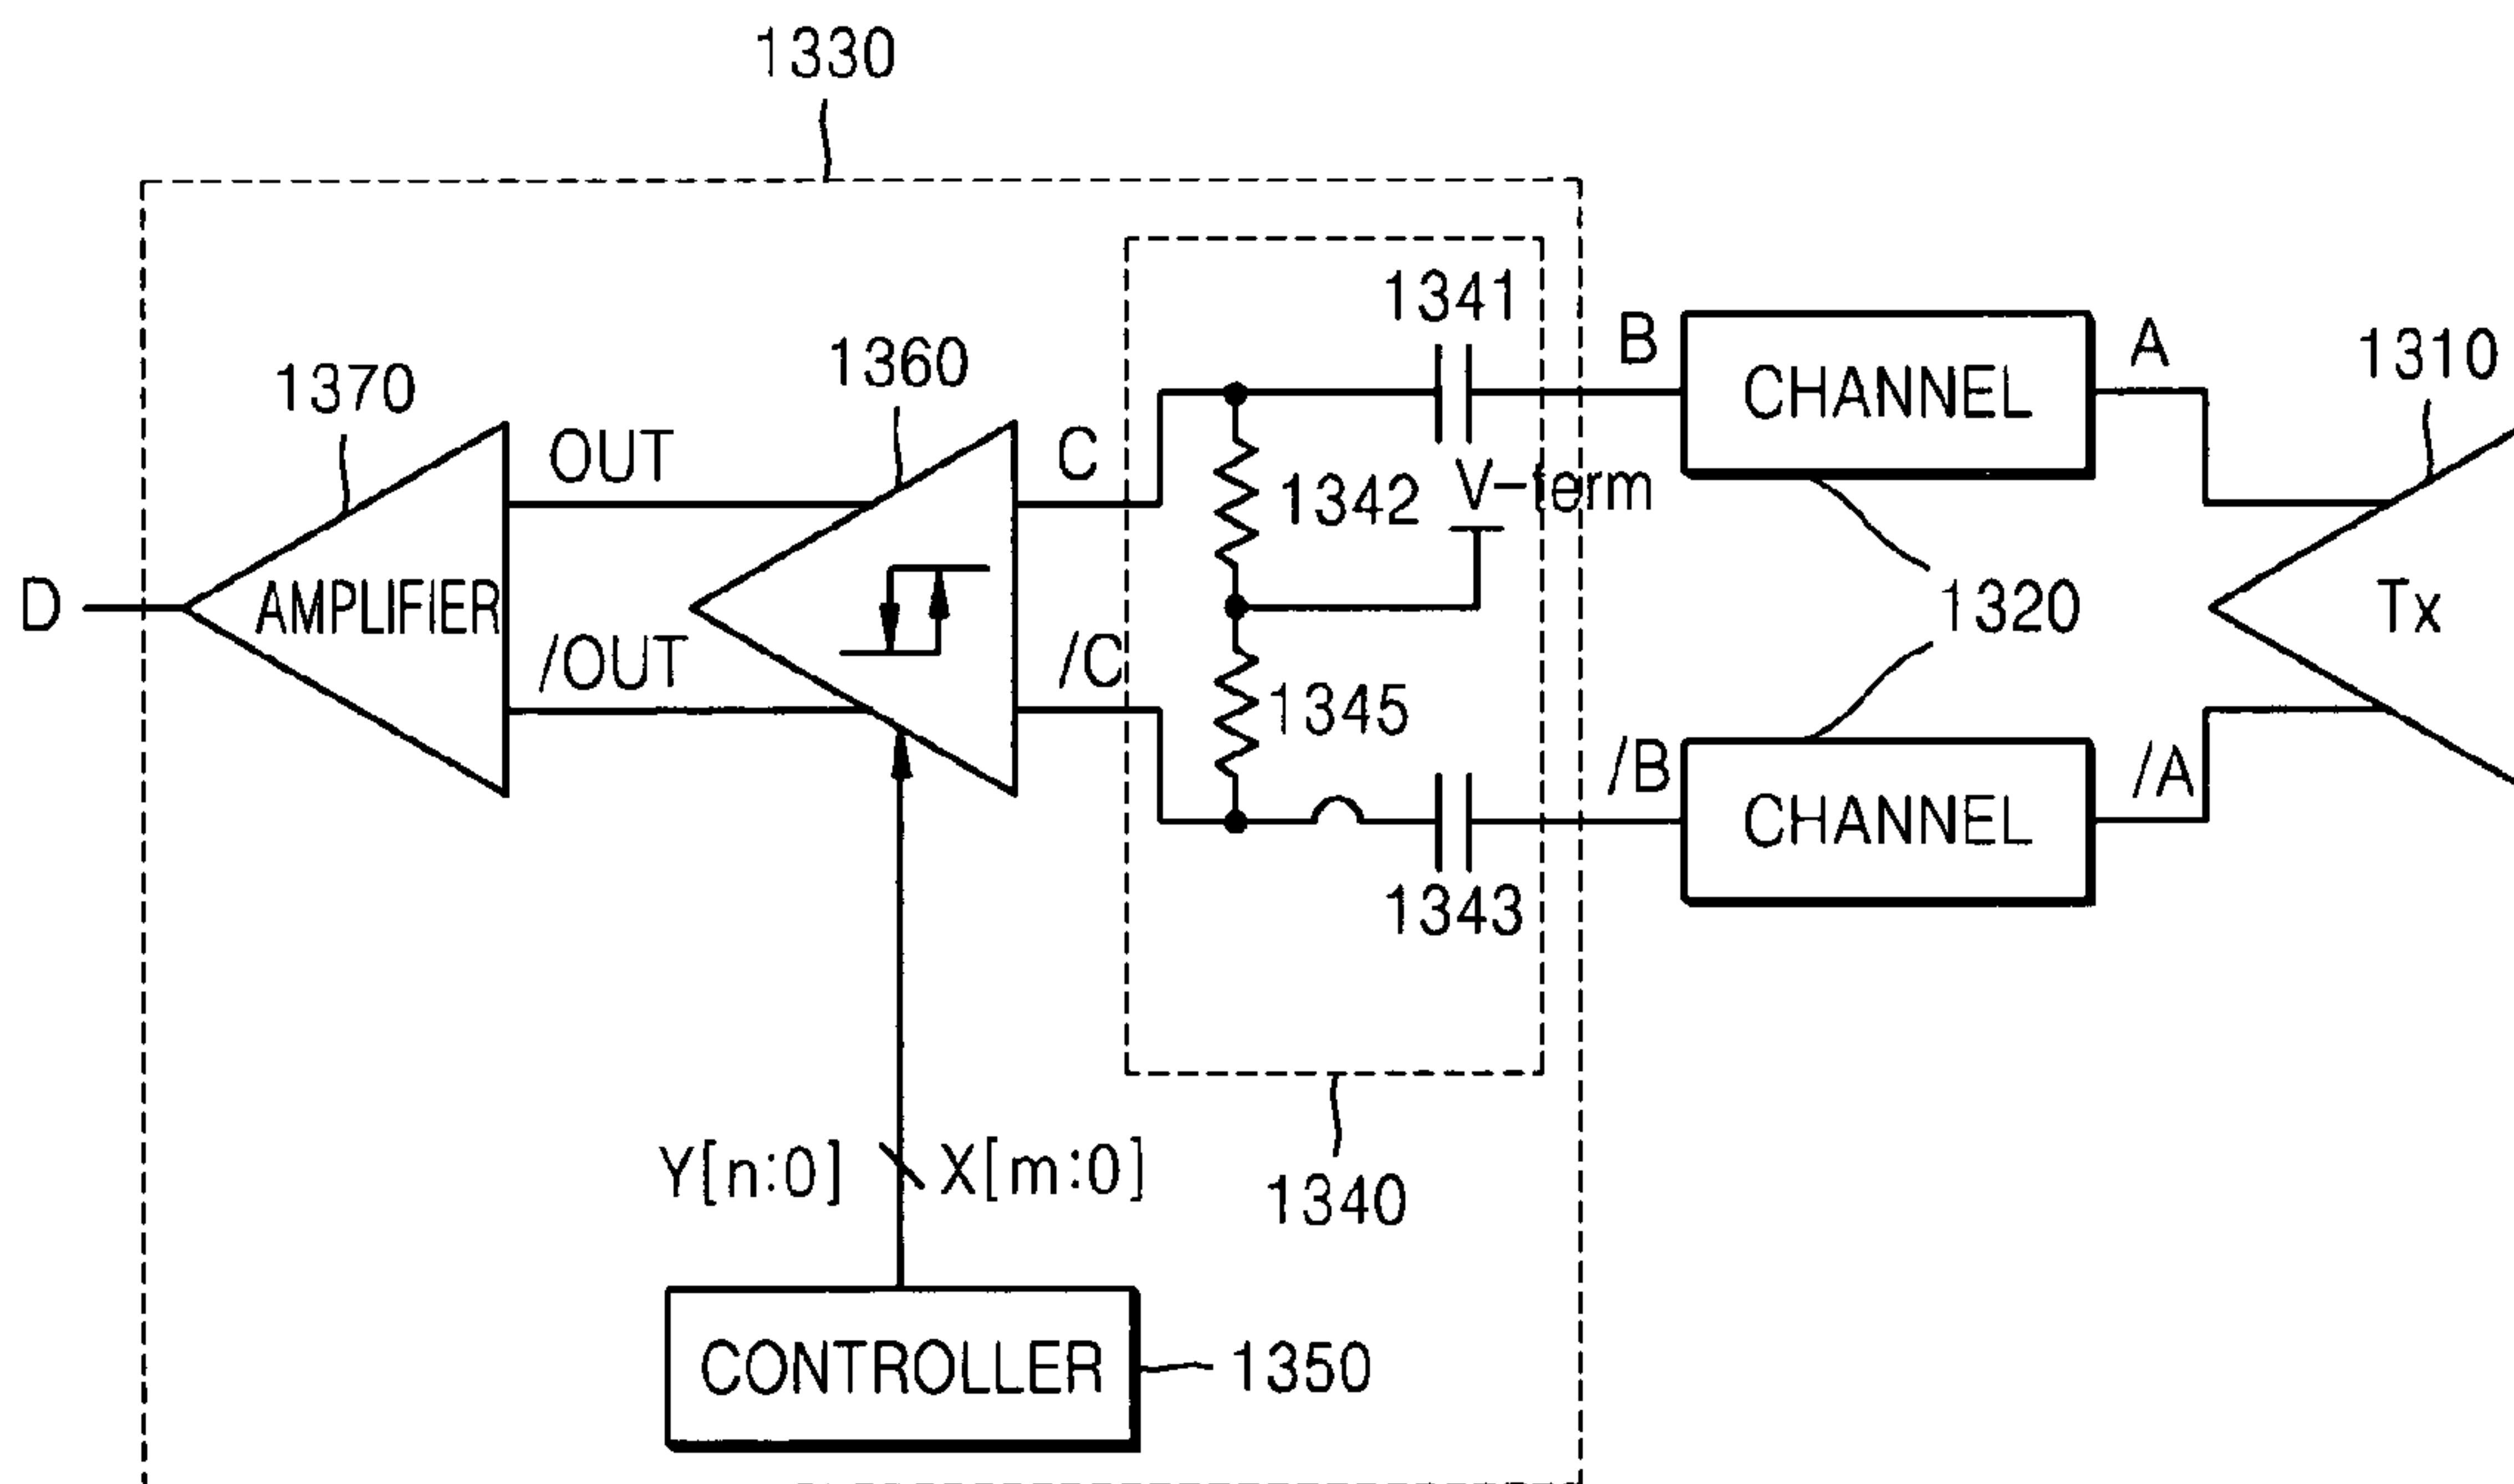 1330
1341
B
CHANNEL
A
1310
1360
1370
OUT
C
1342
V-term
D
AMPLIFIER
1320
Tx
/OUT
/C
1345
/B
CHANNEL
/A
1343
Y[n:0]
X[m:0]
1340
CONTROLLER
1350